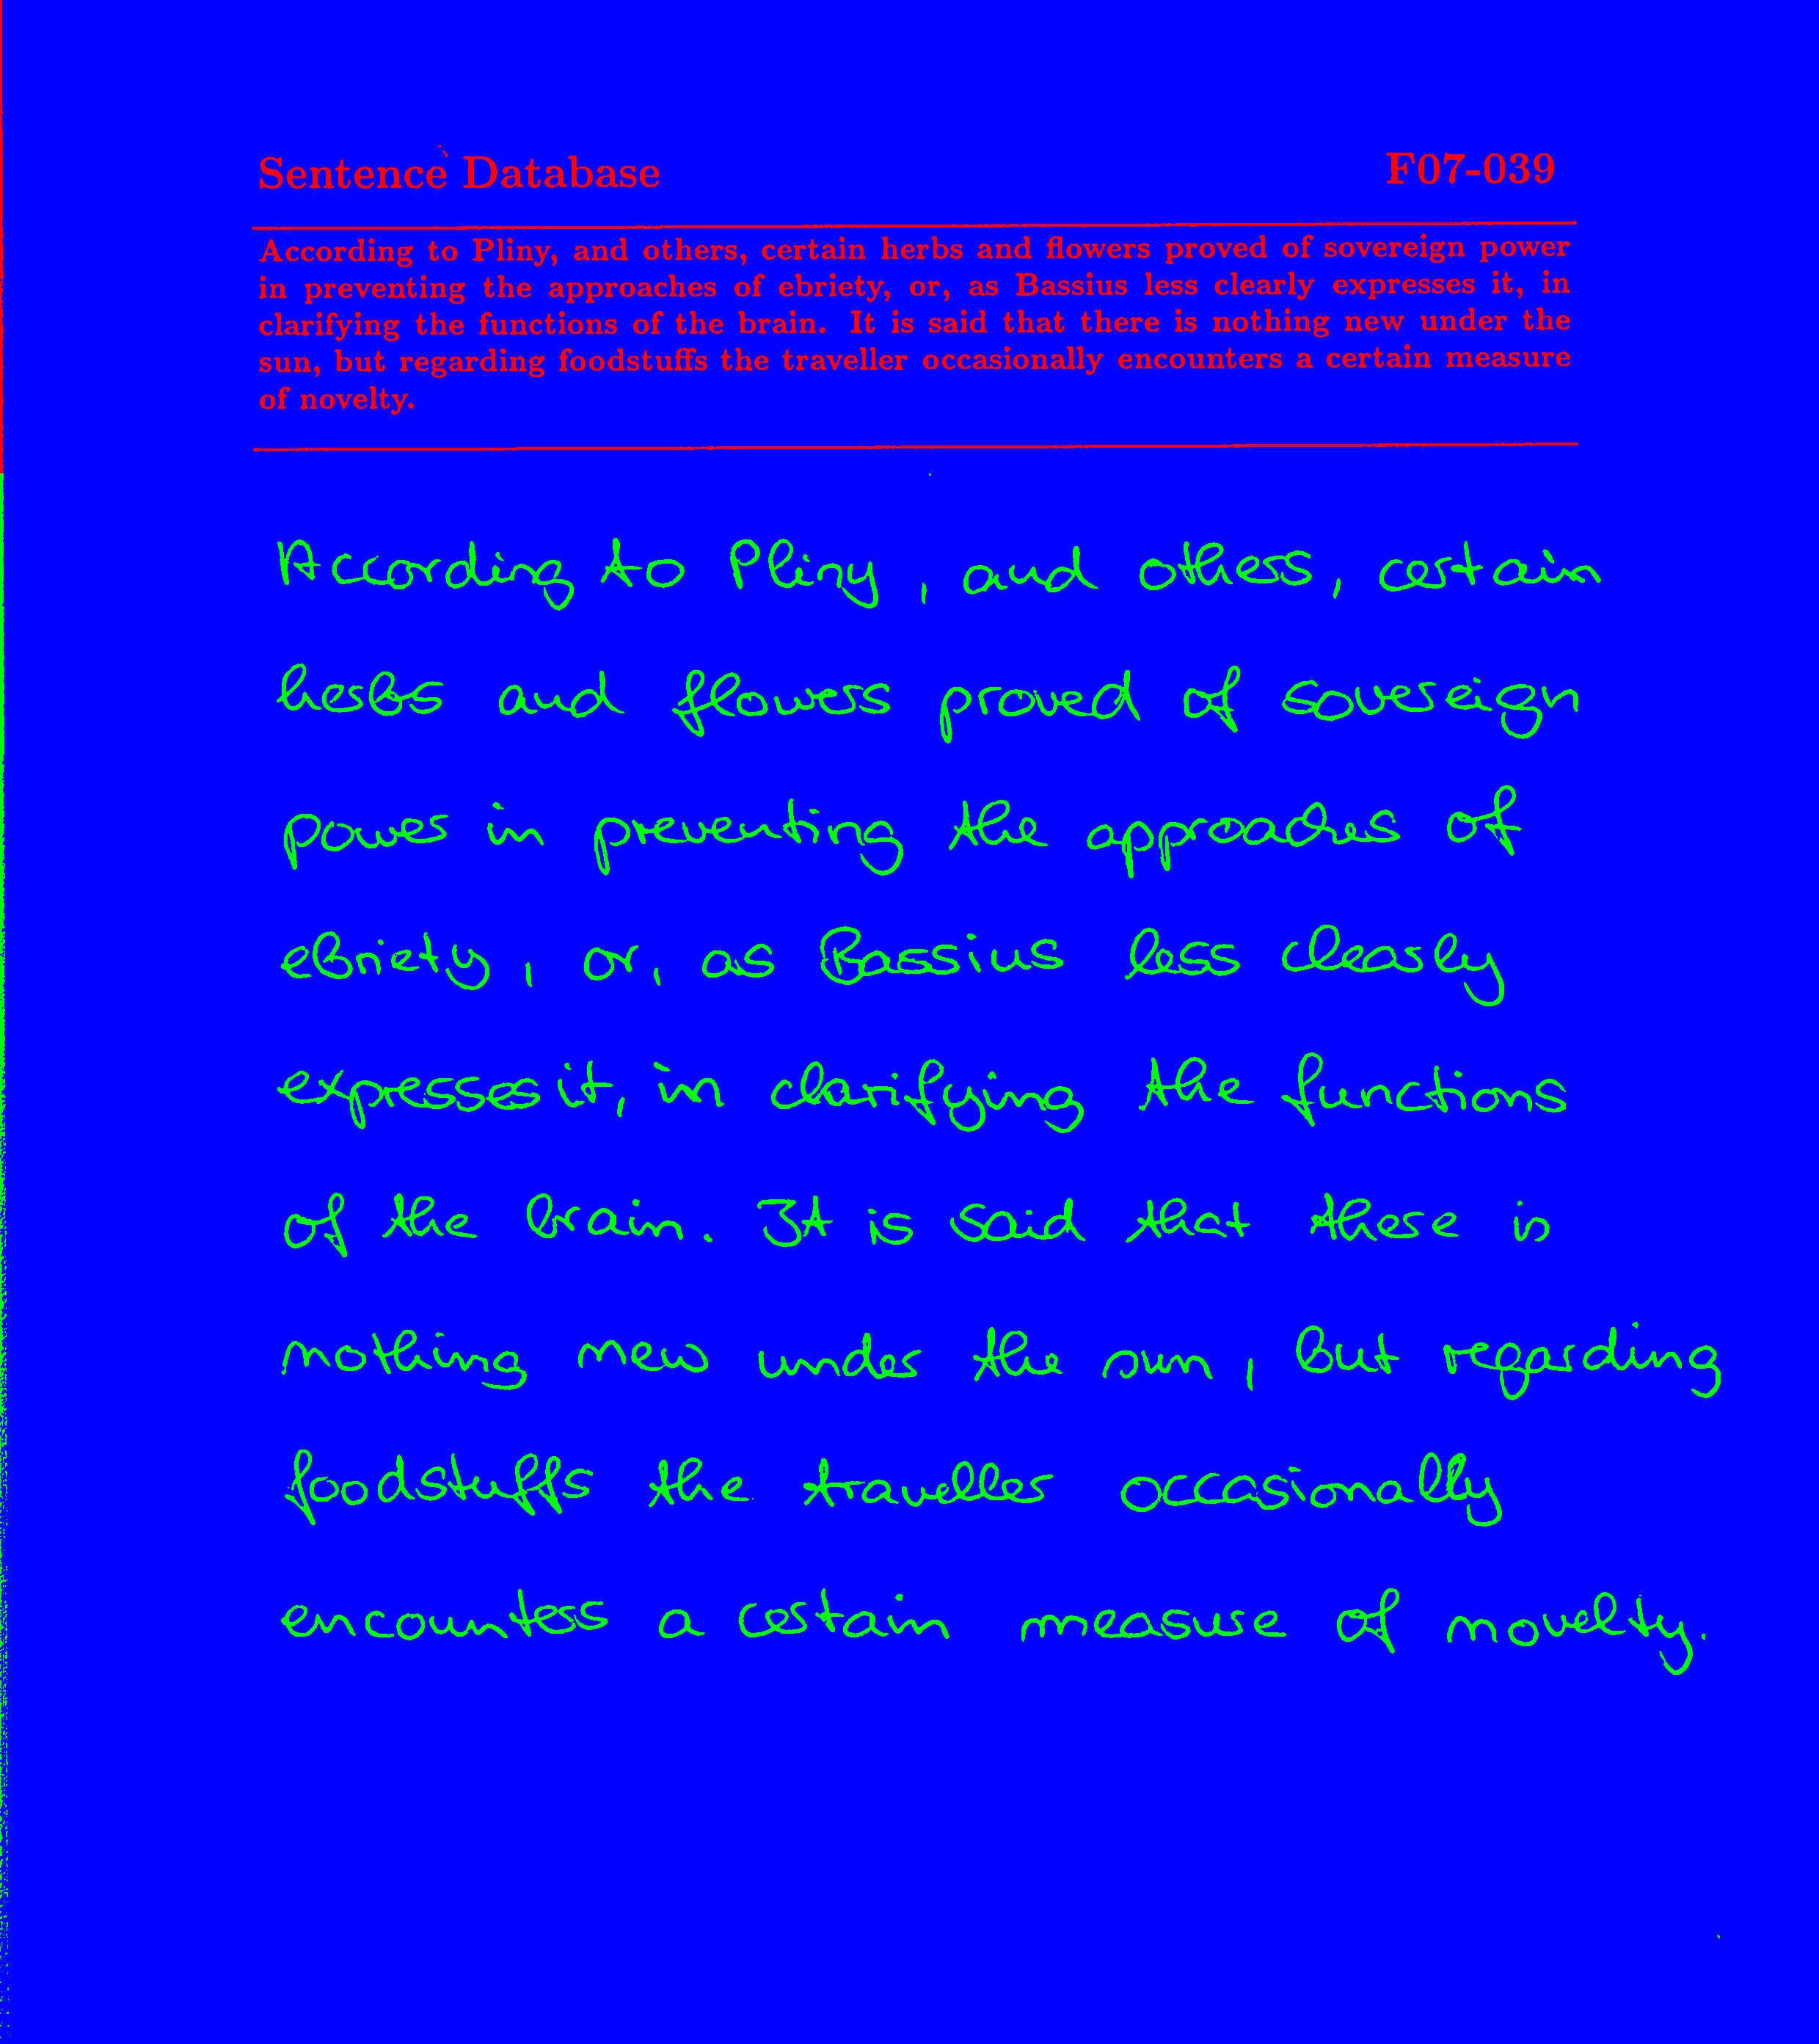 Sentence Database F07-039
According to Pliny, and others, certain herbs and flowers proved of sovereign power
in preventing the approaches of ebriety, or, as Bassius less clearly expresses it, in
clarifying the functions of the brain. It is said that there is nothing new under the
sun, but regarding foodstuffs the traveller occasionally encounters a certain measure
of novelty.
According to Pliny, and others, certain
herbs and flowers proved of sovereign
power in preventing the approaches of
ebriety, or, as Bassius less clearly
expresses it, in clarifying the functions
of the brain. It is said that there is
nothing new under the sun, but regarding
foodstuffs the traveller occasionally
encounters a certain measure of novelty.